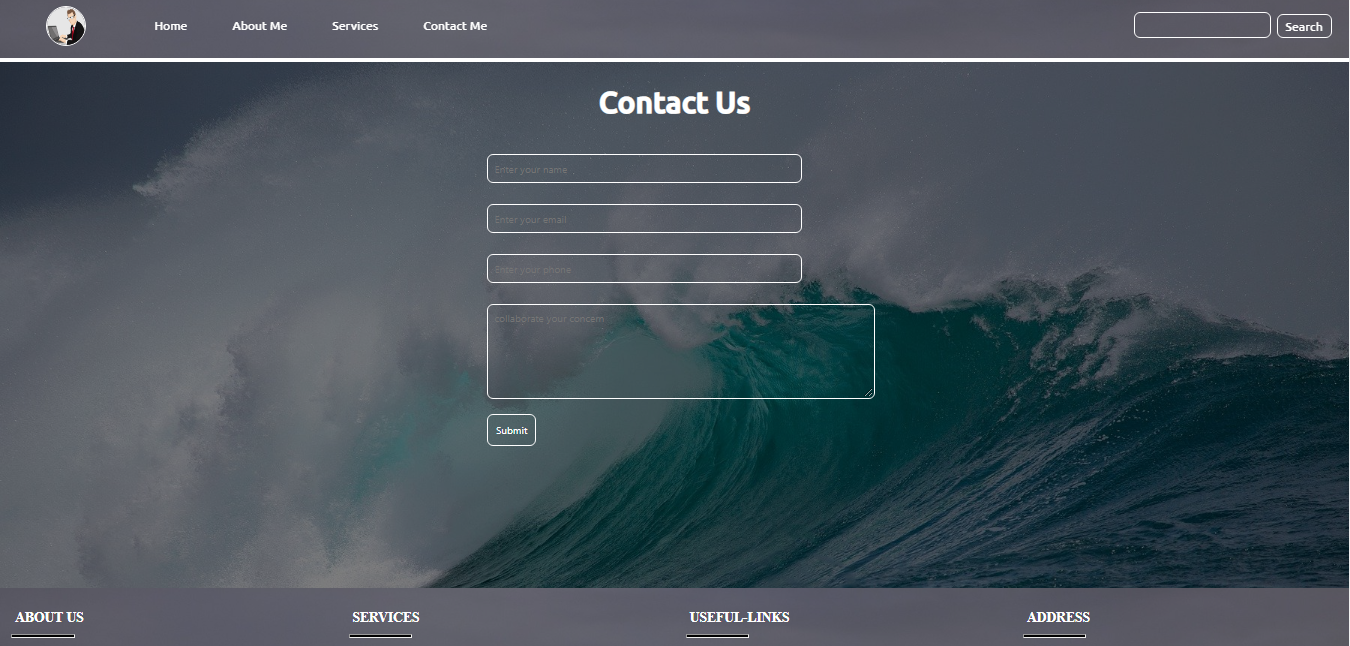 Home About Me Services Contact Me Search
Contact Us
Enter your name
Enter your email
Enter your phone
collaborate your concern
Submit
ABOUT US SERVICES USEFUL-LINKS ADDRESS